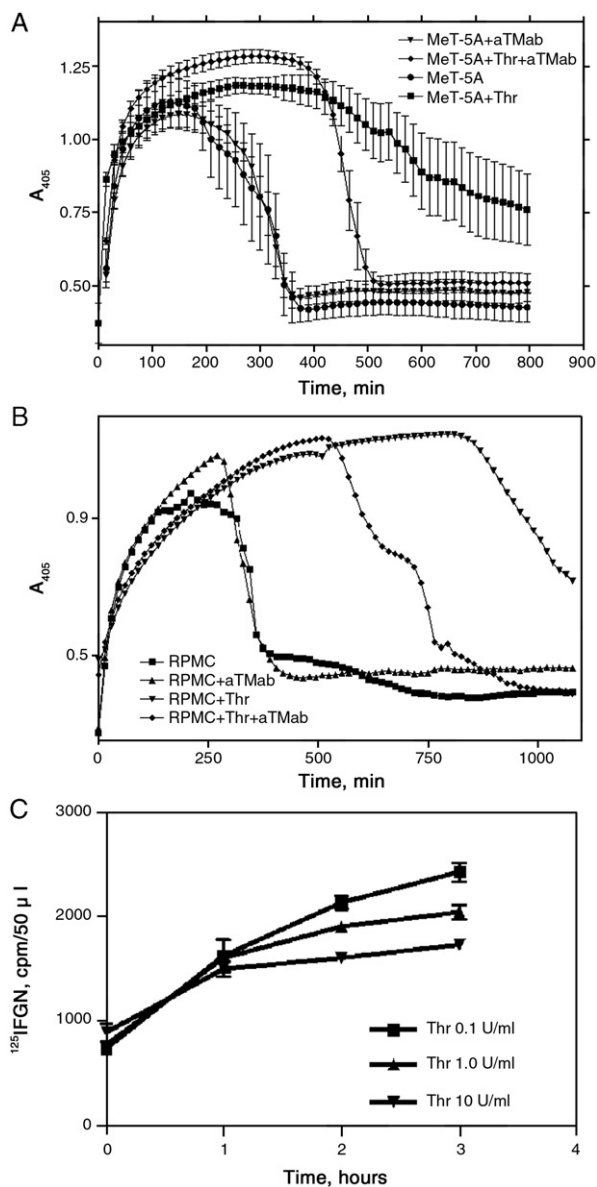 A
MeT-5A+aTMab
MeT-5A+Thr+aTMab
MeT-5A
MeT-5A+Thr
1.25
1.00
0.75
0.50
A405
0 100 200 300 400 500 600 700 800 900
Time, min
B
0.9
0.5
A405
RPMC
RPMC+aTMab
RPMC+Thr
RPMC+Thr+aTMab
0 250 500 750 1000
Time, min
C
3000
2000
1000
0
125IFGN, cpm/50 µ l
Thr 0.1 U/ml
Thr 1.0 U/ml
Thr 10 U/ml
0 1 2 3 4
Time, hours